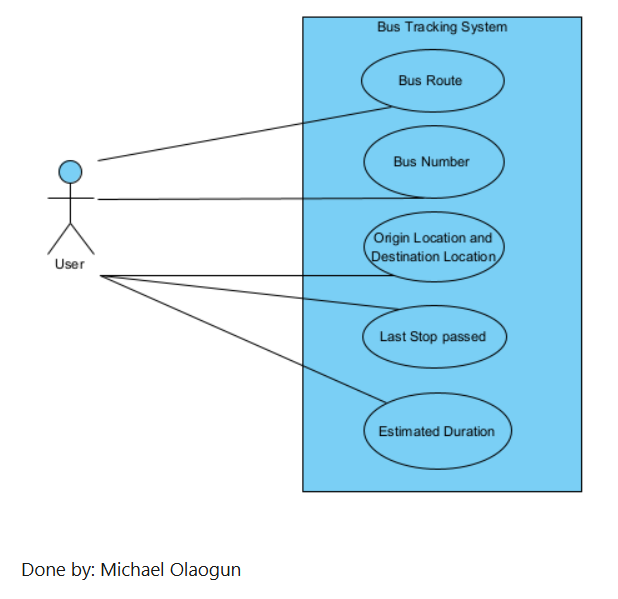 Bus Tracking System
Bus Route
Bus Number
Origin Location and
Destination Location
User
Last Stop passed
Estimated Duration
Done by: Michael Olaogun